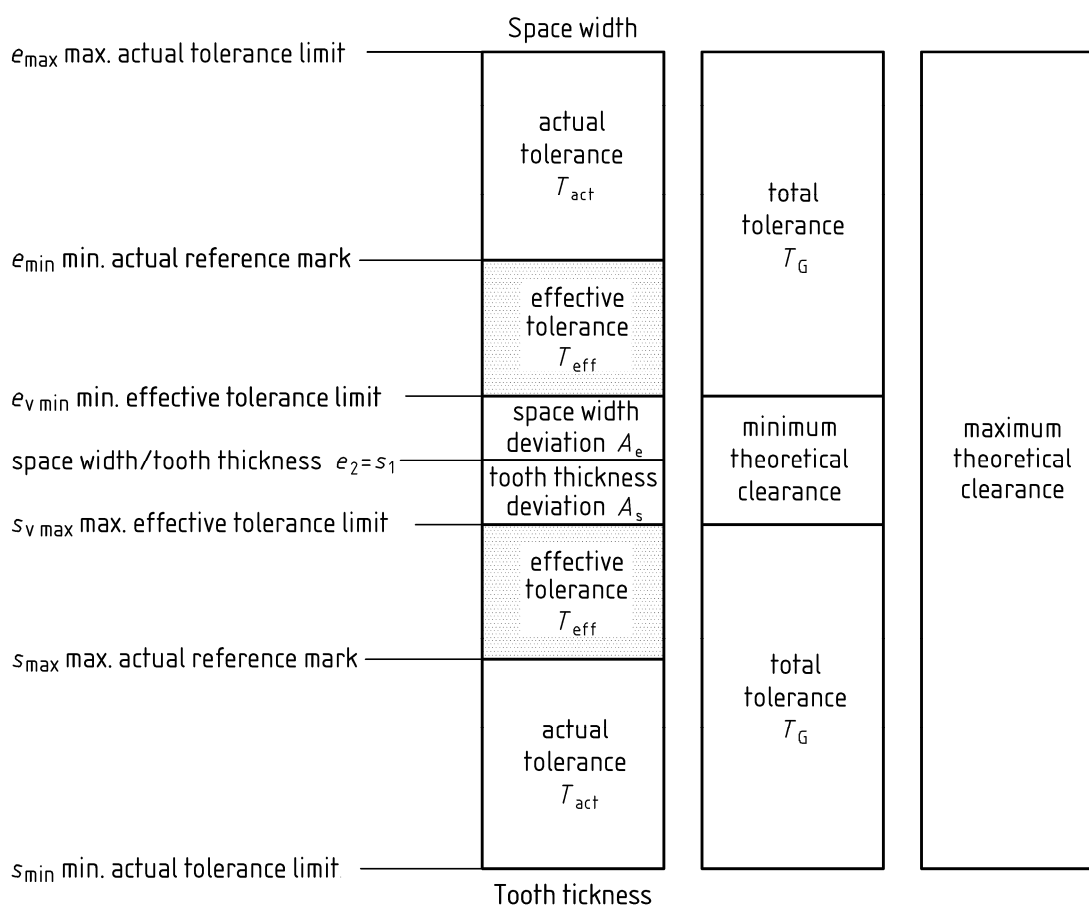 Space width
e max max. actual tolerance limit
actual
tolerance
T act
total
tolerance
T G
e min min. actual reference mark
effective
tolerance
T eff
e v min min. effective tolerance limit
space width
deviation A e
minimum
theoretical
clearance
maximum
theoretical
clearance
space width/tooth thickness e2=s1
tooth thickness
deviation A s
s v max max. effective tolerance limit
effective
tolerance
T eff
s max max. actual reference mark
total
tolerance
T G
actual
tolerance
T act
s min min. actual tolerance limit
Tooth tickness